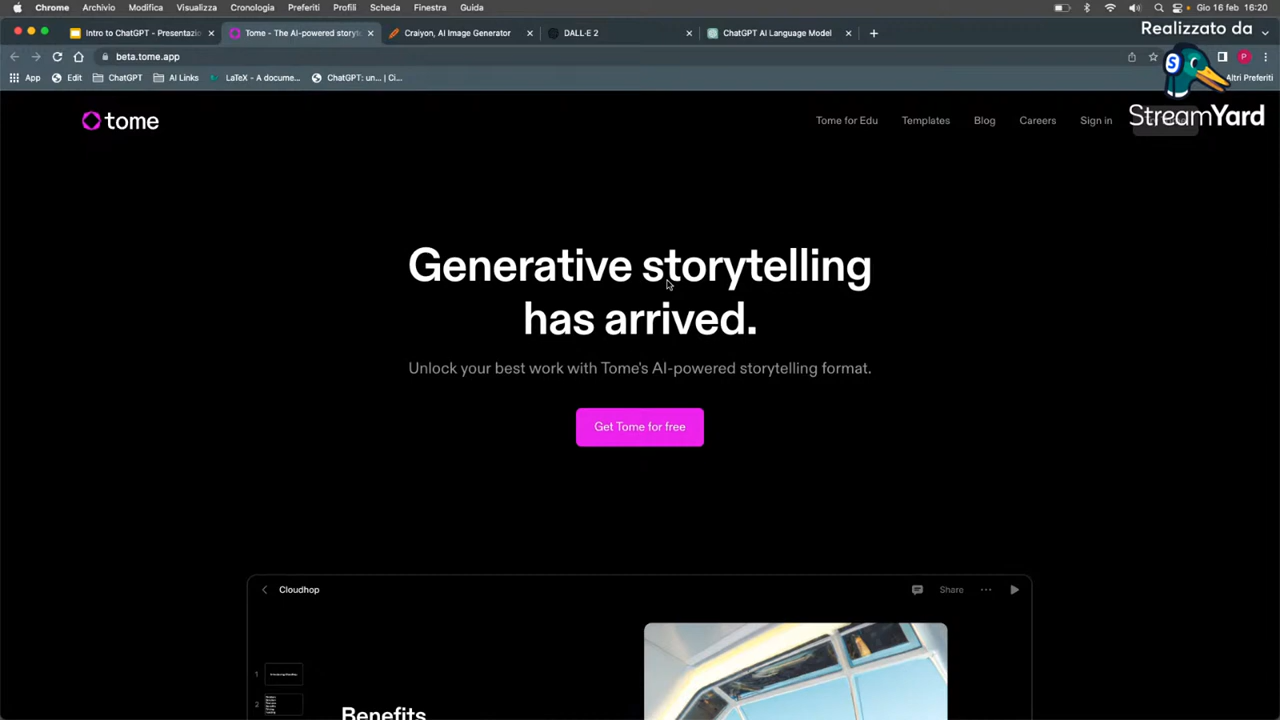 Chrome Archivio Modifica Visualizza Cronologia Preferiti Profili Scheda Finestra Guida Gio 16 feb 16:20
Intro to ChatGPT - Presentazio Tome - The AI-powered storyte Craiyon, AI Image Generator DALL·E 2 ChatGPT AI Language Model
Realizzato da
beta.tome.app
App Edit ChatGPT AI Links LaTeX - A docume... ChatGPT: un... | Ci... Altri Preferiti
S
StreamYard
tome Tome for Edu Templates Blog Careers Sign in
Generative storytelling
has arrived.
Unlock your best work with Tome's AI-powered storytelling format.
Get Tome for free
Cloudhop Share
1
2
Benefits